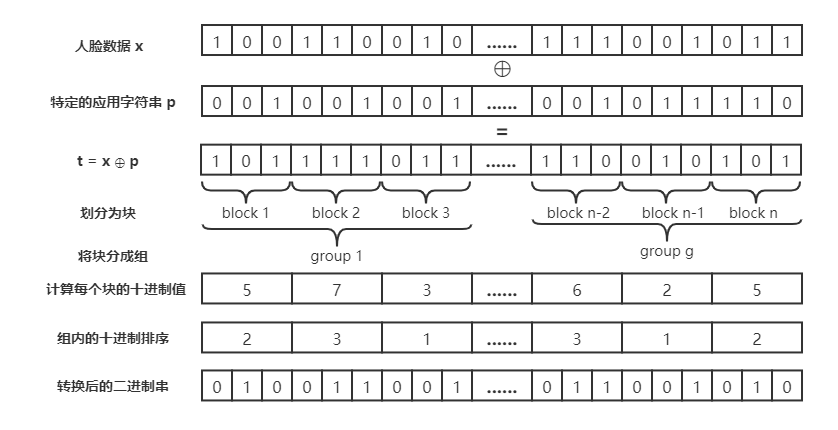 人脸数据 x 1 0 0 1 1 0 0 1 0 ...... 1 1 1 0 0 1 0 1 1
⊕
特定的应用字符串 p 0 0 1 0 0 1 0 0 1 ...... 0 0 1 0 1 1 1 1 0
=
t = x ⊕ p 1 0 1 1 1 1 0 1 1 ...... 1 1 0 0 1 0 1 0 1
划分为块 block 1 block 2 block 3 block n-2 block n-1 block n
将块分成组 group 1 group g
计算每个块的十进制值 5 7 3 ...... 6 2 5
组内的十进制排序 2 3 1 ...... 3 1 2
转换后的二进制串 0 1 0 0 1 1 0 0 1 ...... 0 1 1 0 0 1 0 1 0